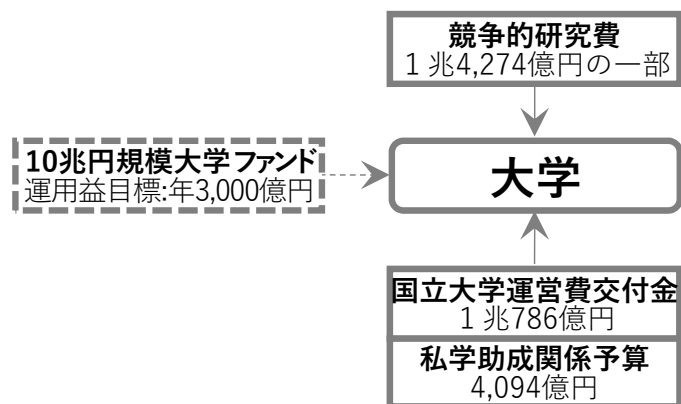 競争的研究費
1 兆4,274億円の一部
10兆円規模大学ファンド
運用益目標:年3,000億円
大学
国立大学運営費交付金
1 兆786億円
私学助成関係予算
4,094億円